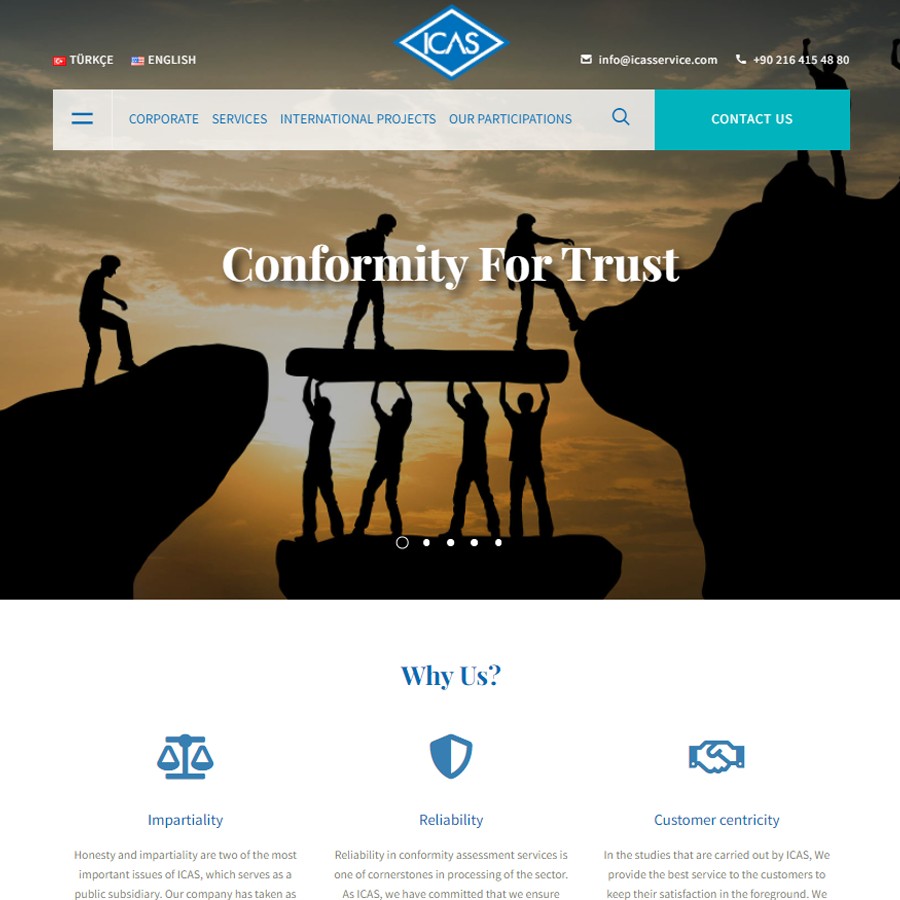 ICAS
TÜRKÇE ENGLISH
info@icasservice.com +90 216 415 48 80
CORPORATE SERVICES INTERNATIONAL PROJECTS OUR PARTICIPATIONS
CONTACT US
Conformity For Trust
Why Us?
Impartiality
Honesty and impartiality are two of the most
important issues of ICAS, which serves as a
public subsidiary. Our company has taken as
Reliability
Reliability in conformity assessment services is
one of cornerstones in processing of the sector.
As ICAS, we have committed that we ensure
Customer centricity
In the studies that are carried out by ICAS, We
provide the best service to the customers to
keep their satisfaction in the foreground. We